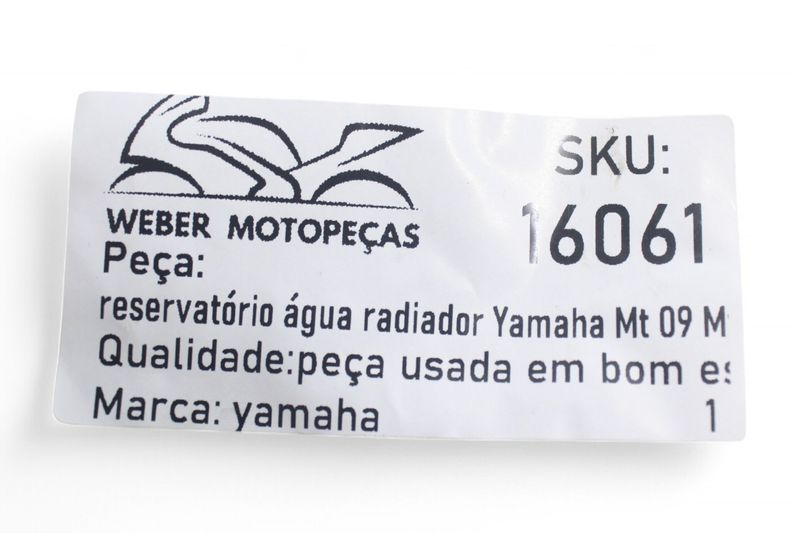 WEBER MOTOPEÇAS
SKU:
16061
Peça:
reservatório água radiador Yamaha Mt 09 M
Qualidade:peça usada em bom es
Marca: yamaha
1